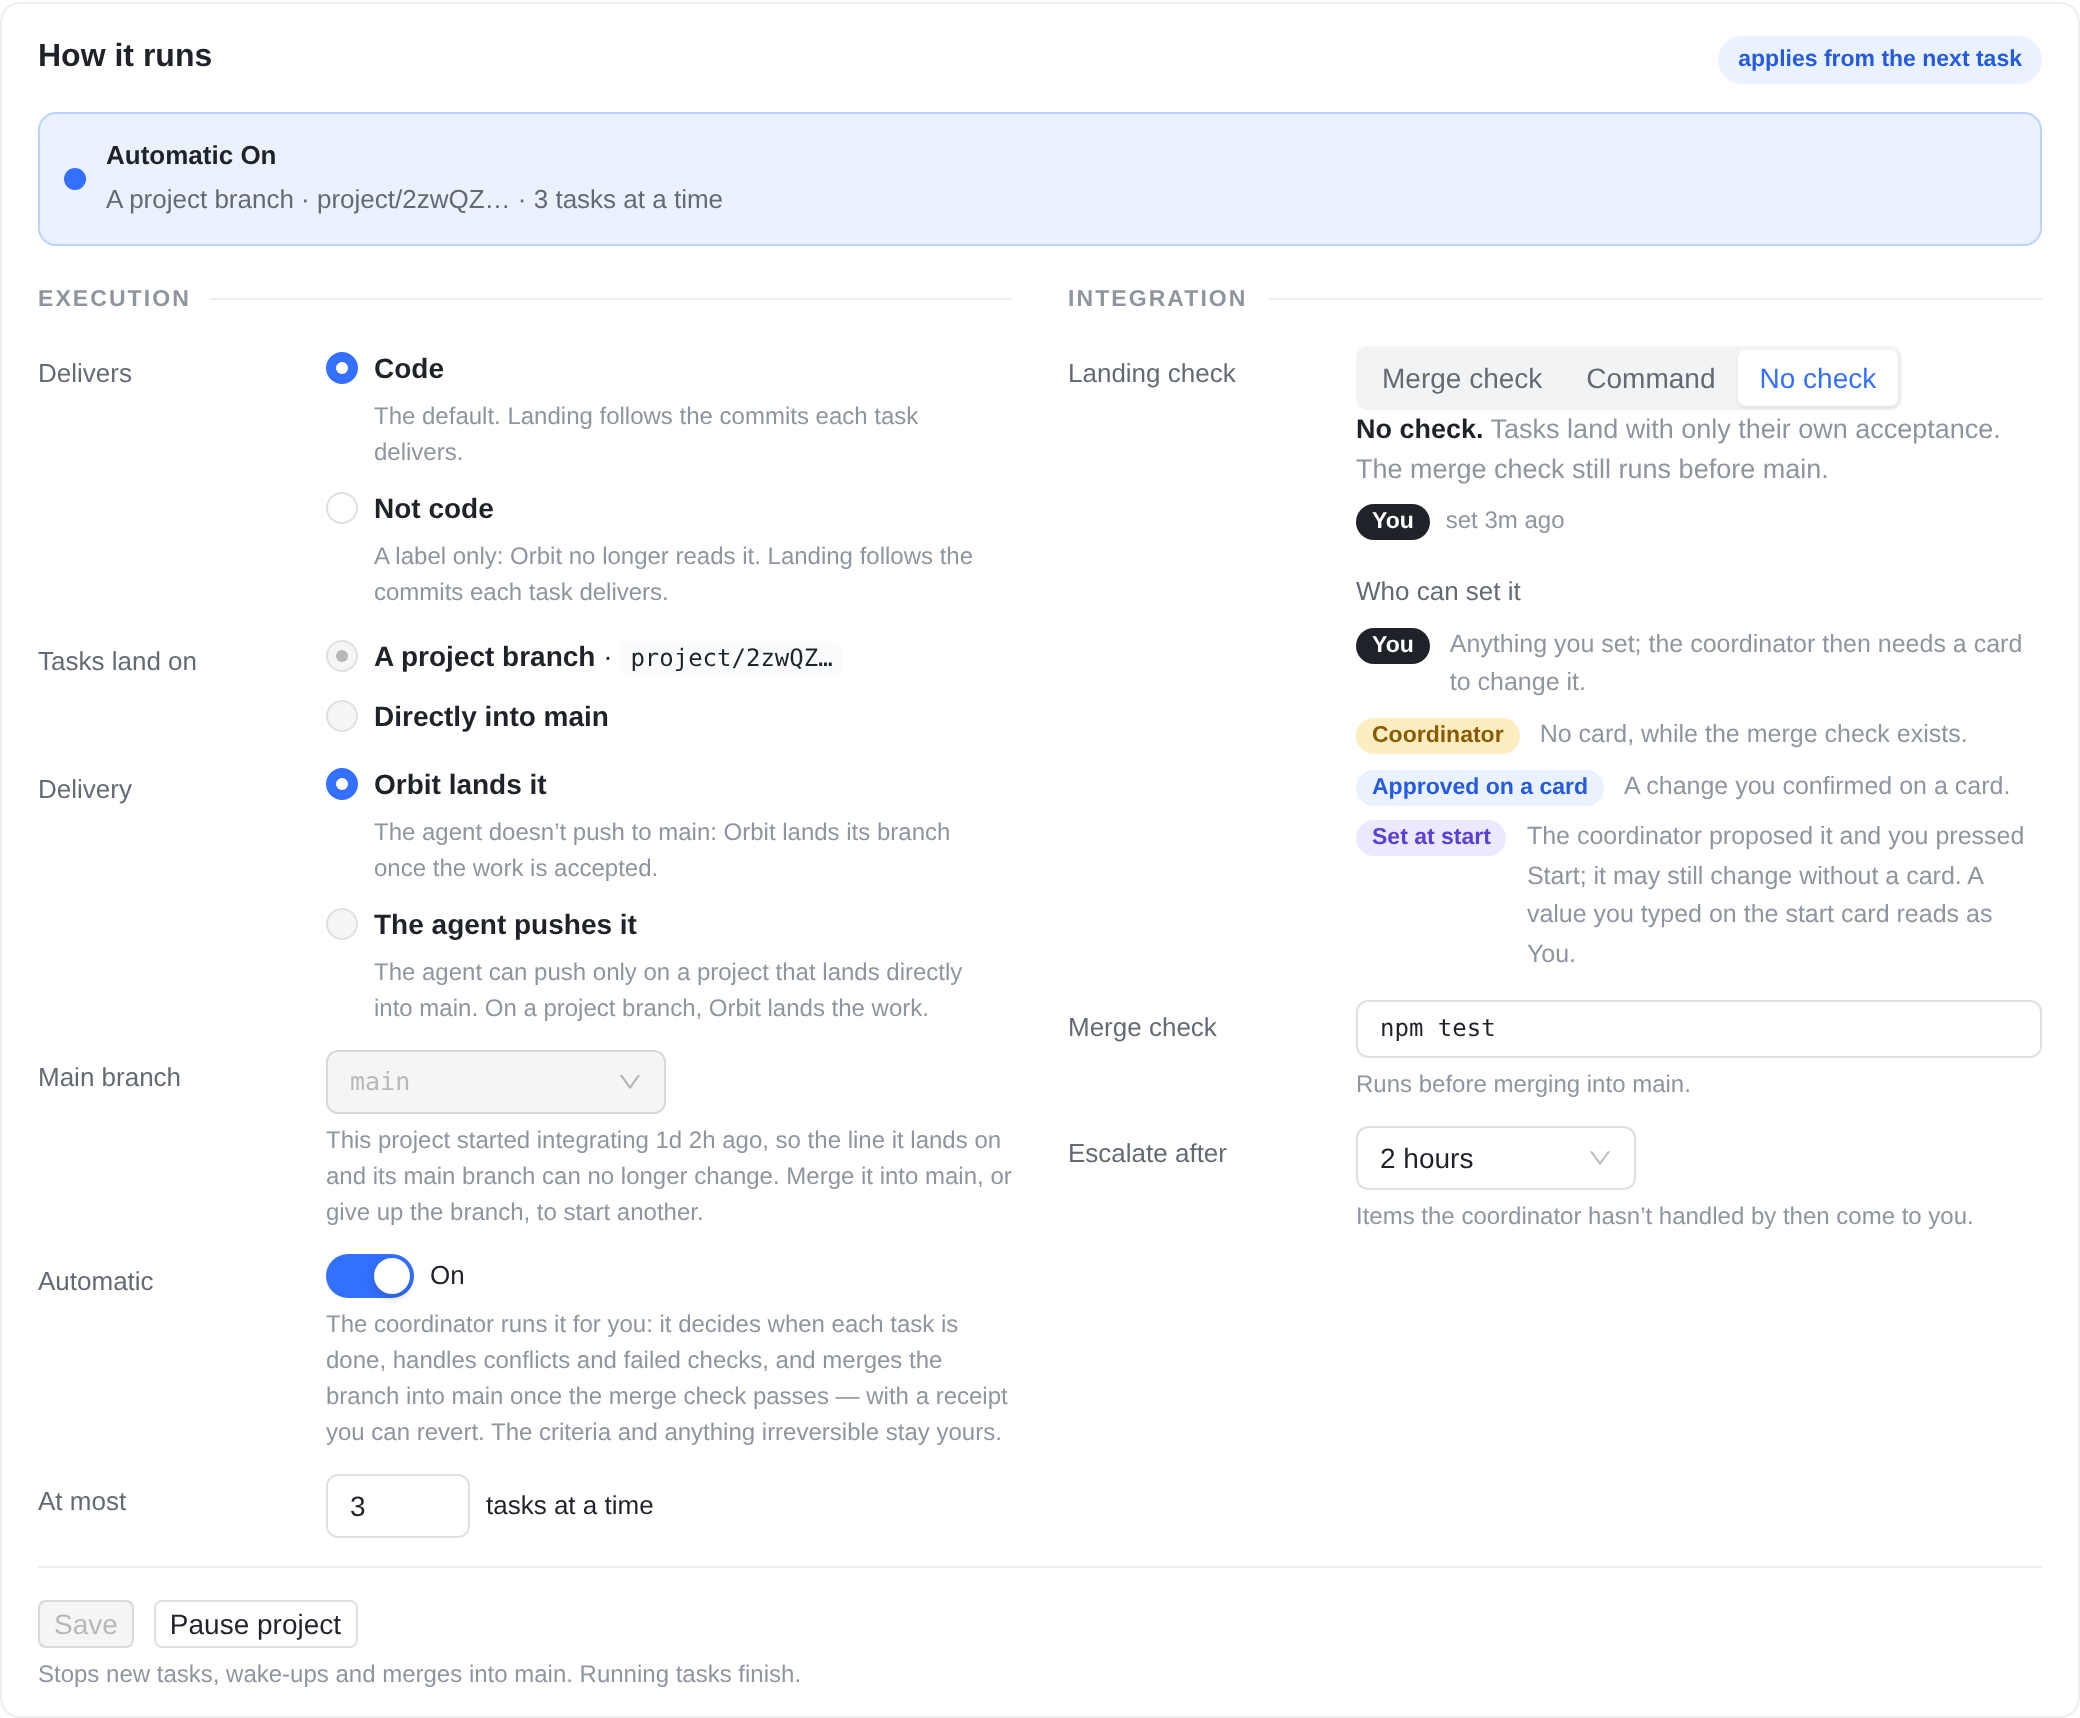 How it runs
applies from the next task
Automatic On
A project branch · project/2zwQZ… · 3 tasks at a time
EXECUTION
Delivers
Code
The default. Landing follows the commits each task
delivers.
Not code
A label only: Orbit no longer reads it. Landing follows the
commits each task delivers.
Tasks land on
A project branch · project/2zwQZ…
Directly into main
Delivery
Orbit lands it
The agent doesn’t push to main: Orbit lands its branch
once the work is accepted.
The agent pushes it
The agent can push only on a project that lands directly
into main. On a project branch, Orbit lands the work.
Main branch
main
This project started integrating 1d 2h ago, so the line it lands on
and its main branch can no longer change. Merge it into main, or
give up the branch, to start another.
Automatic
On
The coordinator runs it for you: it decides when each task is
done, handles conflicts and failed checks, and merges the
branch into main once the merge check passes — with a receipt
you can revert. The criteria and anything irreversible stay yours.
At most
3 tasks at a time
INTEGRATION
Landing check
Merge check Command No check
No check. Tasks land with only their own acceptance.
The merge check still runs before main.
You set 3m ago
Who can set it
You Anything you set; the coordinator then needs a card
to change it.
Coordinator No card, while the merge check exists.
Approved on a card A change you confirmed on a card.
Set at start The coordinator proposed it and you pressed
Start; it may still change without a card. A
value you typed on the start card reads as
You.
Merge check
npm test
Runs before merging into main.
Escalate after
2 hours
Items the coordinator hasn’t handled by then come to you.
Save Pause project
Stops new tasks, wake-ups and merges into main. Running tasks finish.